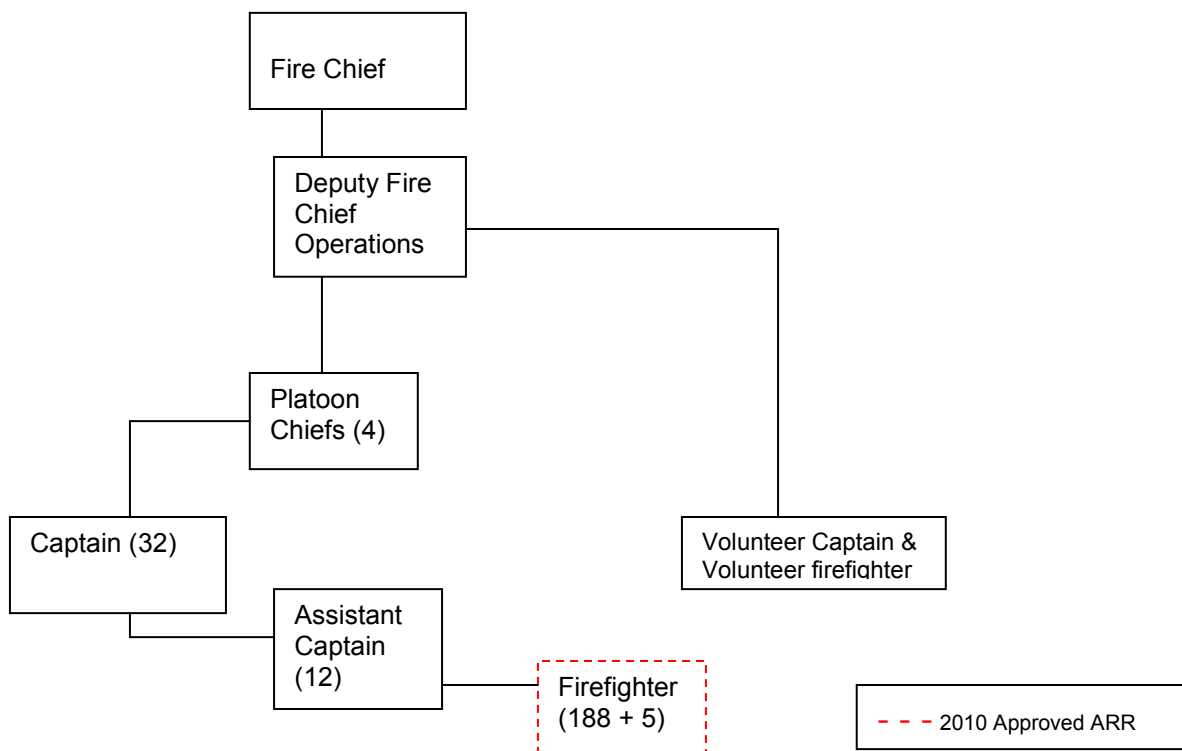 Fire Chief
Deputy Fire
Chief
Operations
Platoon
Chiefs (4)
Captain (32)
Volunteer Captain &
Volunteer firefighter
Assistant
Captain
(12)
Firefighter
(188 + 5)
2010 Approved ARR